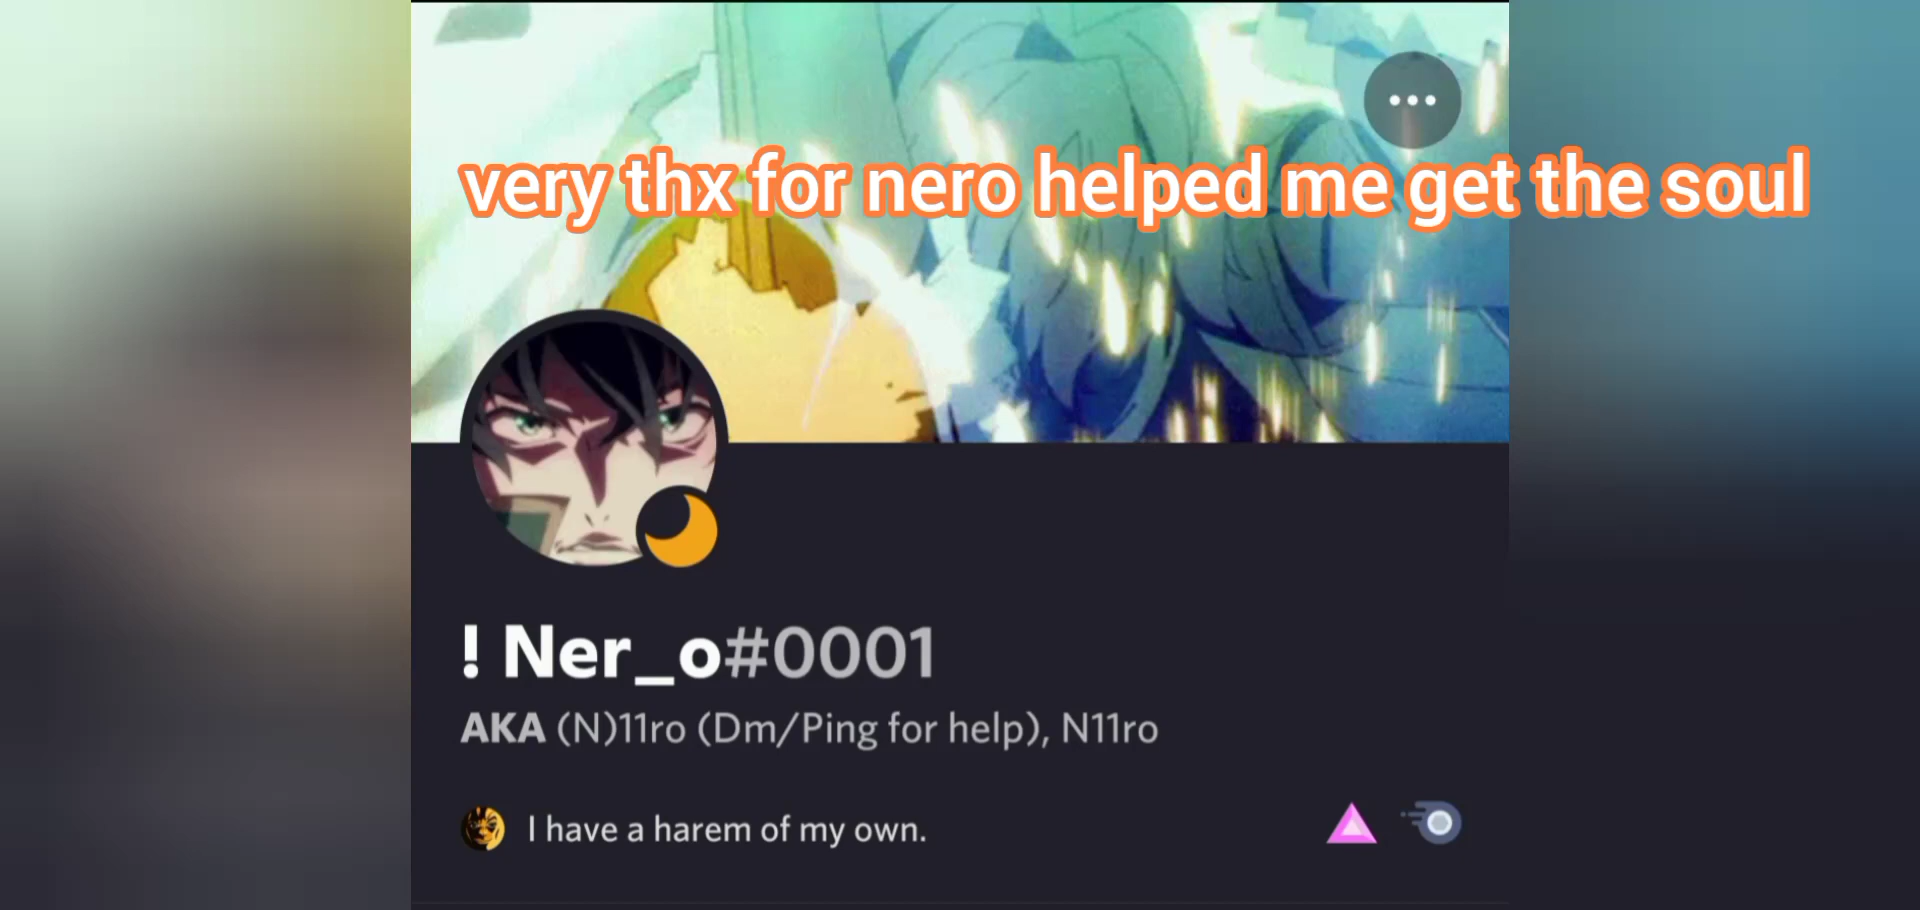 very thx for nero helped me get the soul
! Ner_o#0001
AKA (N)11ro (Dm/Ping for help), N11ro
I have a harem of my own.